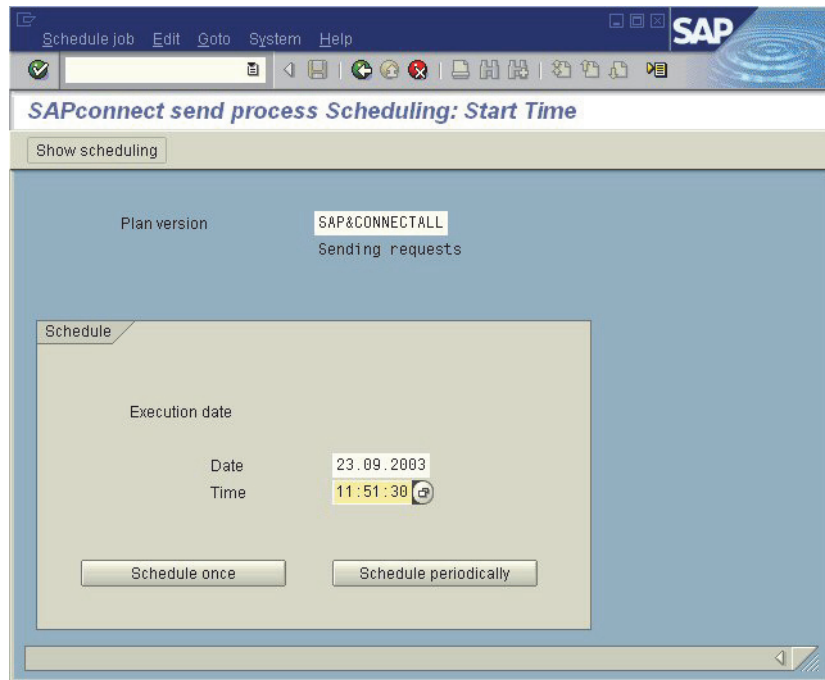 Schedule job Edit Goto System Help
SAP
SAPconnect send process Scheduling: Start Time
Show scheduling
Plan version SAP&CONNECTALL
Sending requests
Schedule
Execution date
Date 23.09.2003
Time 11:51:30
Schedule once Schedule periodically